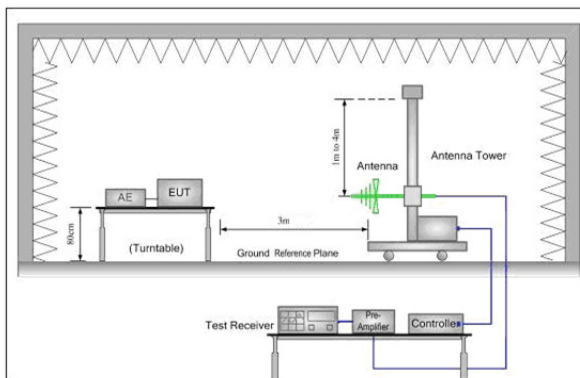 1m to 4m
Antenna
Antenna Tower
AE
EUT
80cm
(Turntable)
3m
Ground Reference Plane
Test Receiver
Pre-
Amplifier
Controller